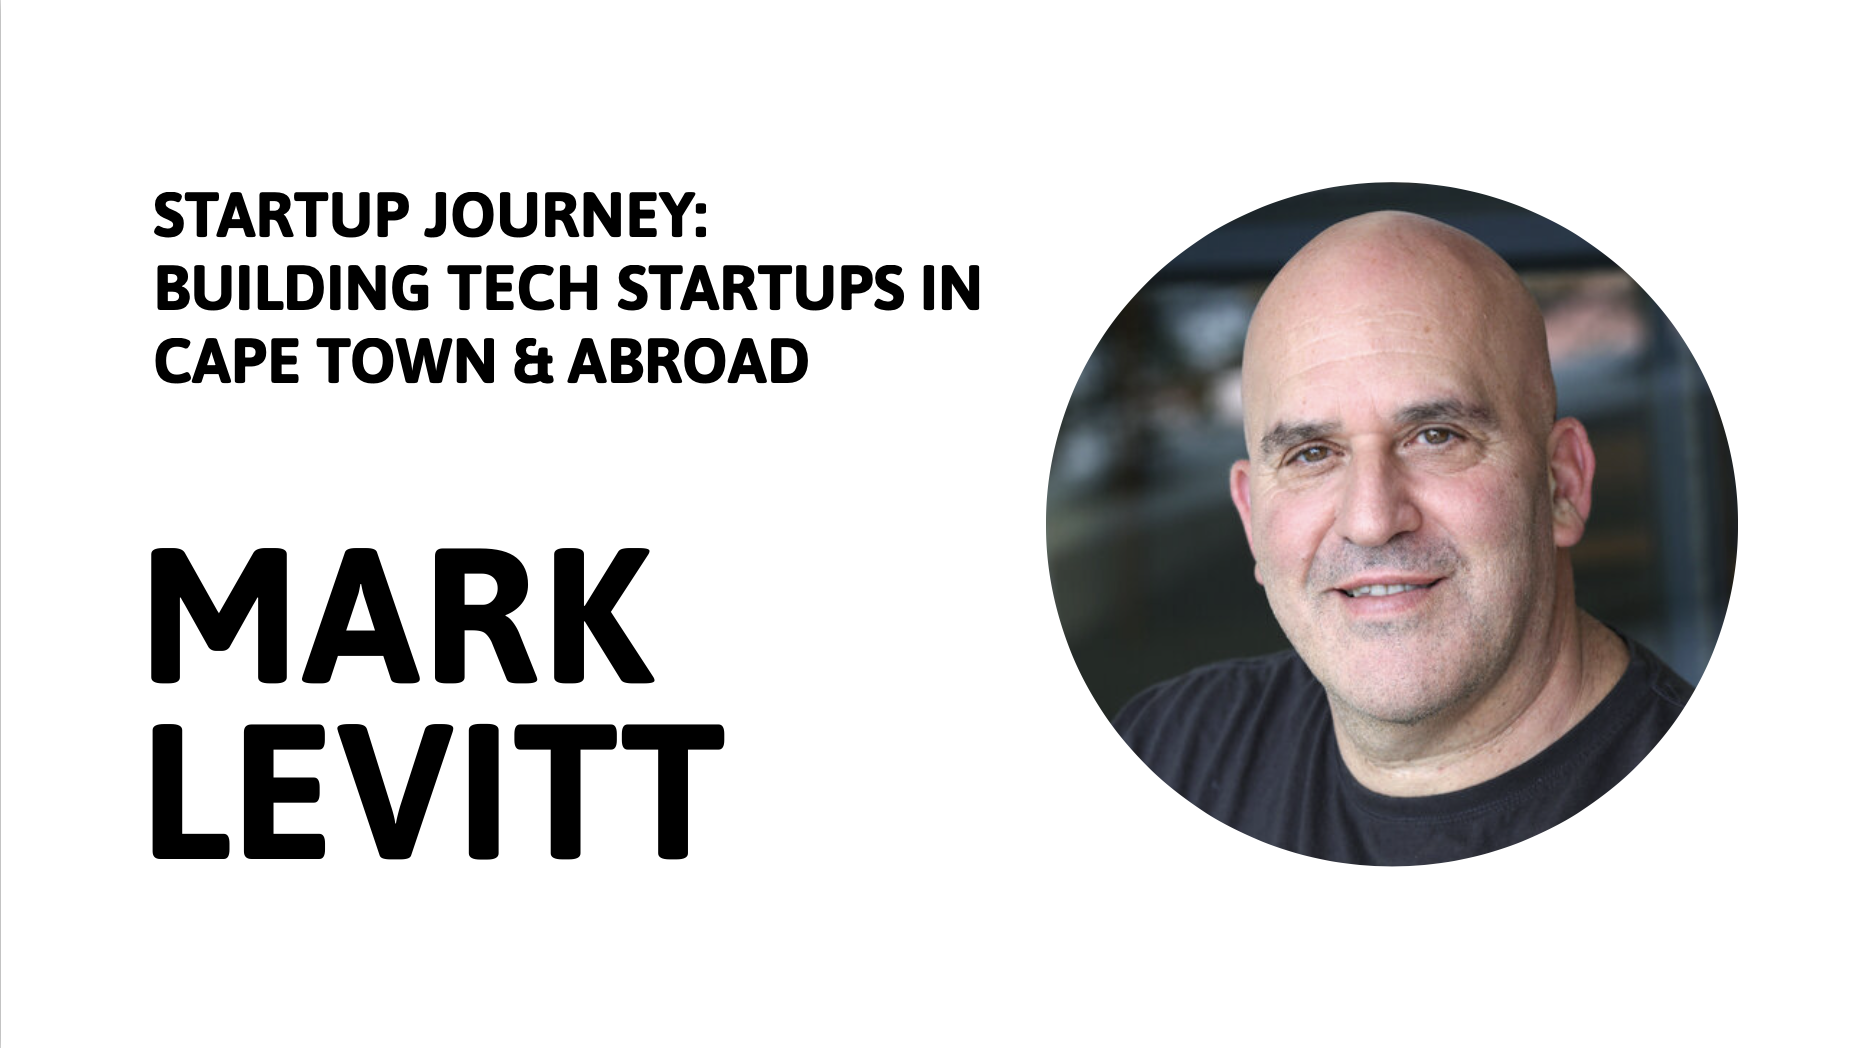 STARTUP JOURNEY:
BUILDING TECH STARTUPS IN
CAPE TOWN & ABROAD
MARK
LEVITT